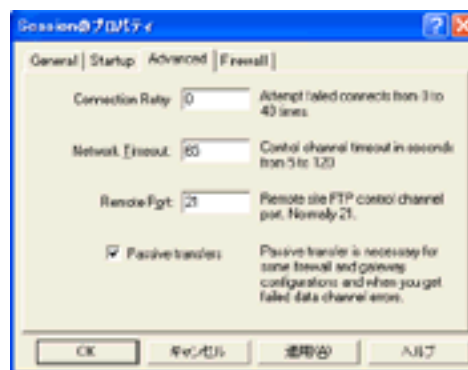 Sessionのプロパティ
General Startup Advanced Firewall
Connection Retry: 0
Attempt failed connects from 0 to
40 times.
Network Timeout: 65
Control channel timeout in seconds
from 5 to 120
Remote Port: 21
Remote site FTP control channel
port. Normally 21.
Passive transfers
Passive transfer is necessary for
some firewall and gateway
configurations and when you get
failed data channel errors.
OK キャンセル 適用(A) ヘルプ